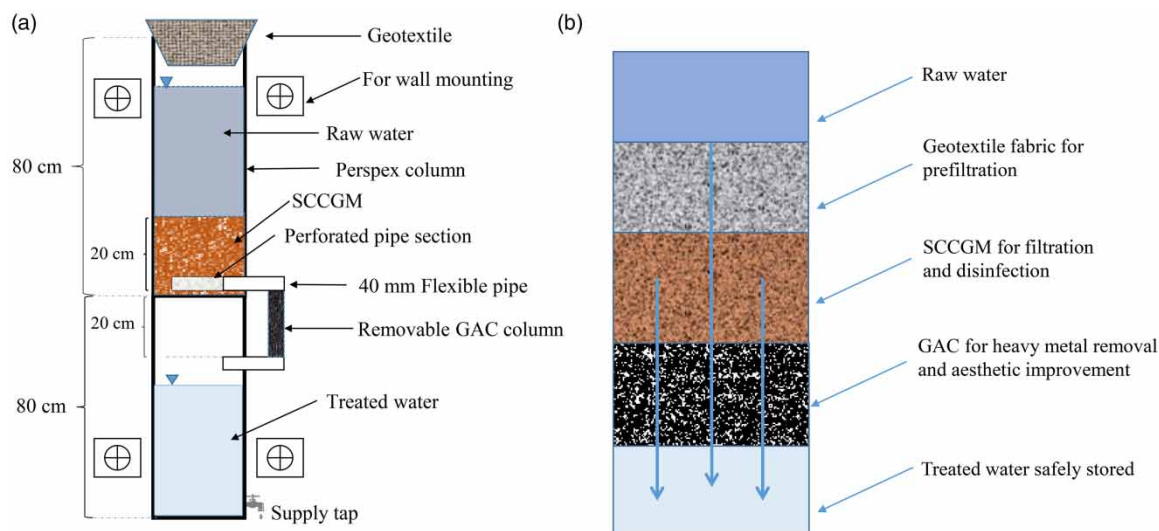 (a)
Geotextile
For wall mounting
Raw water
80 cm
Perspex column
SCCGM
20 cm
Perforated pipe section
40 mm Flexible pipe
20 cm
Removable GAC column
Treated water
80 cm
Supply tap
(b)
Raw water
Geotextile fabric for
prefiltration
SCCGM for filtration
and disinfection
GAC for heavy metal removal
and aesthetic improvement
Treated water safely stored